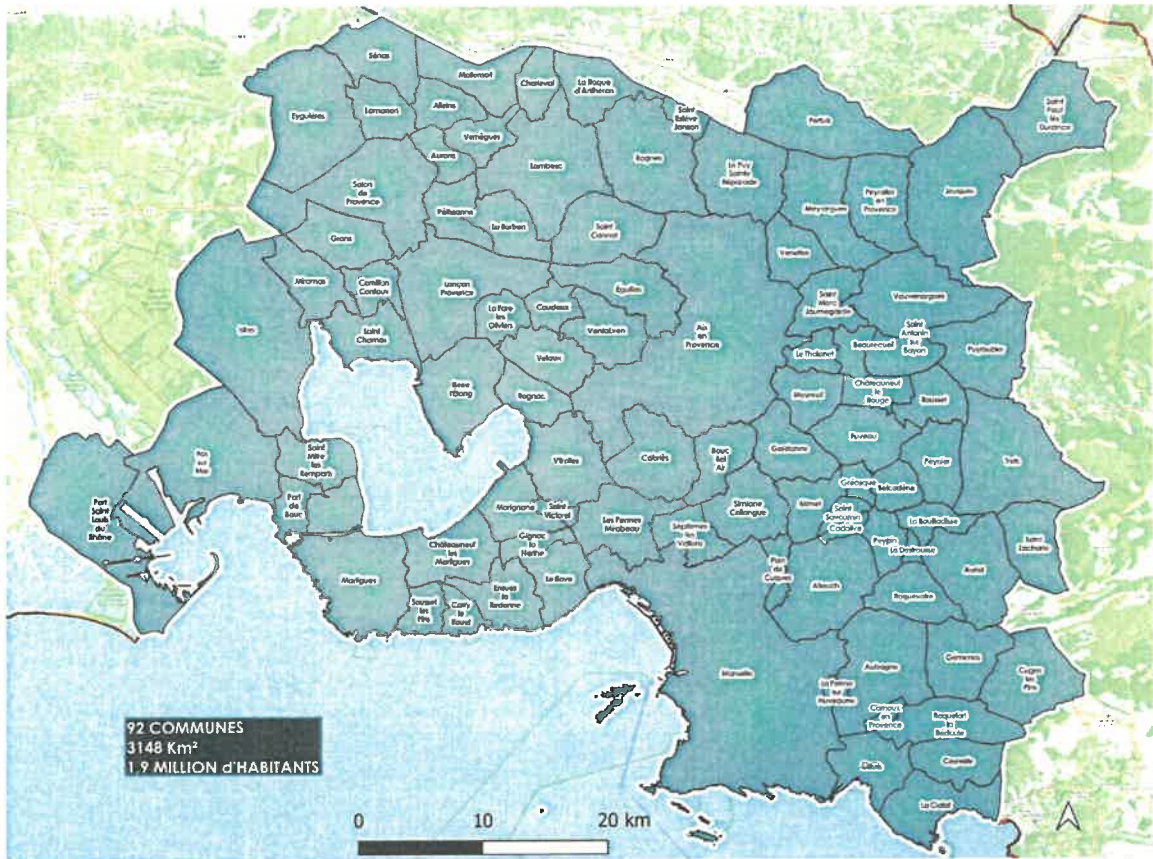 Sénas
Mallemort
Charleval
La Roque
d'Anthéron
Saint
Estève
Janson
Pertuis
Saint
Paul
lès
Durance
Eyguières
Lamanon
Alleins
Vernègues
Aurons
Lambesc
Rognes
Le Puy
Sainte
Réparade
Meyrargues
Peyrolles
en
Provence
Jouques
Salon
de
Provence
Pélissanne
La Barben
Saint
Cannat
Venelles
Grans
Miramas
Cornillon
Confoux
Lançon
Provence
La Fare
les
Oliviers
Coudoux
Éguilles
Ventabren
Saint
Marc
Jaumegarde
Vauvenargues
Istres
Saint
Chamas
Velaux
Aix
en
Provence
Le Tholonet
Beaurecueil
Saint
Antonin
sur
Bayon
Puyloubier
Berre
l'Étang
Rognac
Meyreuil
Châteauneuf
le
Rouge
Rousset
Fos
sur
Mer
Saint
Mitre
les
Remparts
Vitrolles
Cabriès
Bouc
Bel
Air
Gardanne
Fuveau
Peynier
Trets
Port
Saint
Louis
du
Rhône
Port
de
Bouc
Marignane
Saint
Victoret
Les Pennes
Mirabeau
Septèmes
les
Vallons
Simiane
Collongue
Mimet
Gréasque
Belcodène
Saint
Savournin
Cadolive
La Bouilladisse
Peypin
La Destrousse
Saint
Zacharie
Châteauneuf
les
Martigues
Gignac
la
Nerthe
Martigues
Sausset
les
Pins
Carry
le
Rouet
Ensuès
la
Redonne
Le Rove
Plan
de
Cuques
Allauch
Roquevaire
Auriol
Marseille
La Penne
sur
Huveaune
Aubagne
Gémenos
Cuges
les
Pins
Carnoux
en
Provence
Roquefort
la
Bédoule
Cassis
Ceyreste
La Ciotat
92 COMMUNES
3148 Km²
1,9 MILLION d'HABITANTS
0 10 20 km